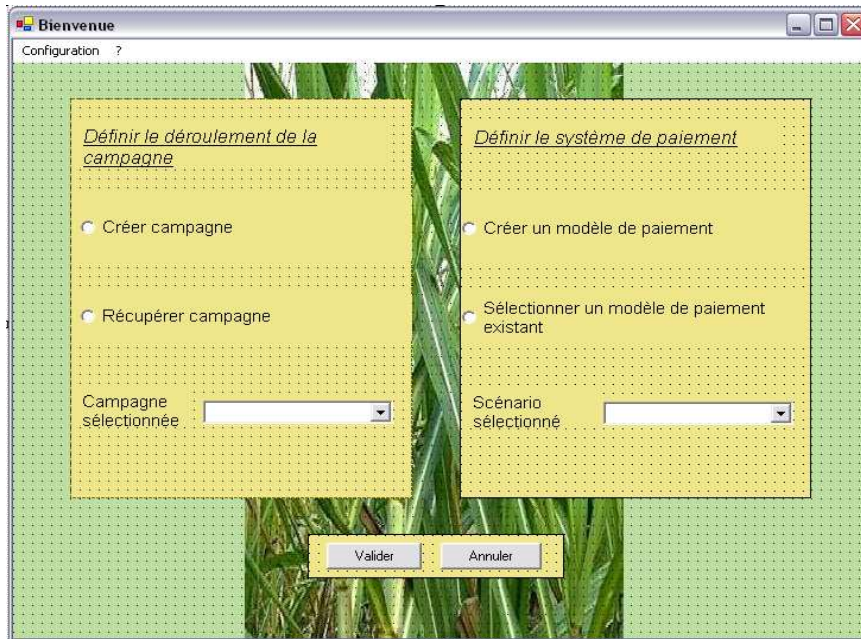 Bienvenue
Configuration ?
Définir le déroulement de la
campagne
Créer campagne
Récupérer campagne
Campagne
sélectionnée
Définir le système de paiement
Créer un modèle de paiement
Sélectionner un modèle de paiement
existant
Scénario
sélectionné
Valider
Annuler